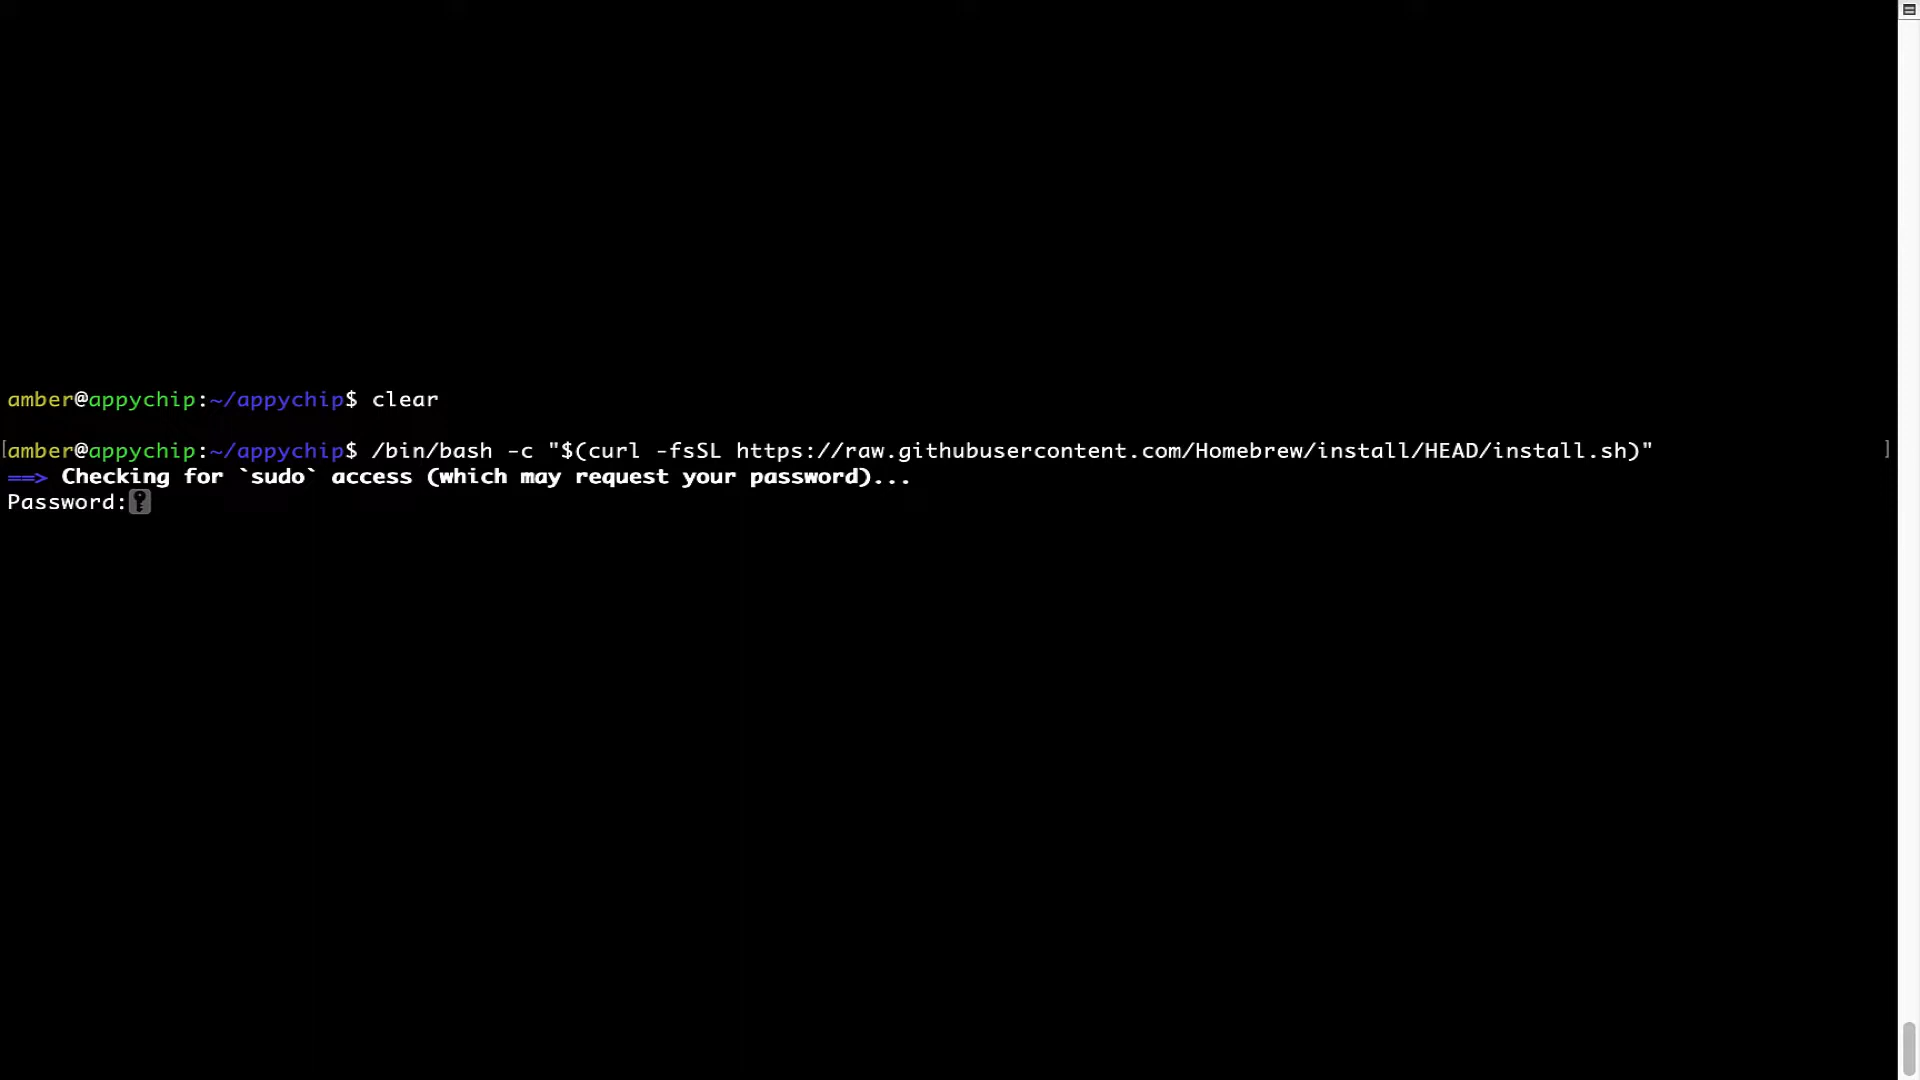 amber@appychip:~/appychip$ clear
[amber@appychip:~/appychip$ /bin/bash -c "$(curl -fsSL https://raw.githubusercontent.com/Homebrew/install/HEAD/install.sh)" ]
==> Checking for `sudo` access (which may request your password)...
Password: